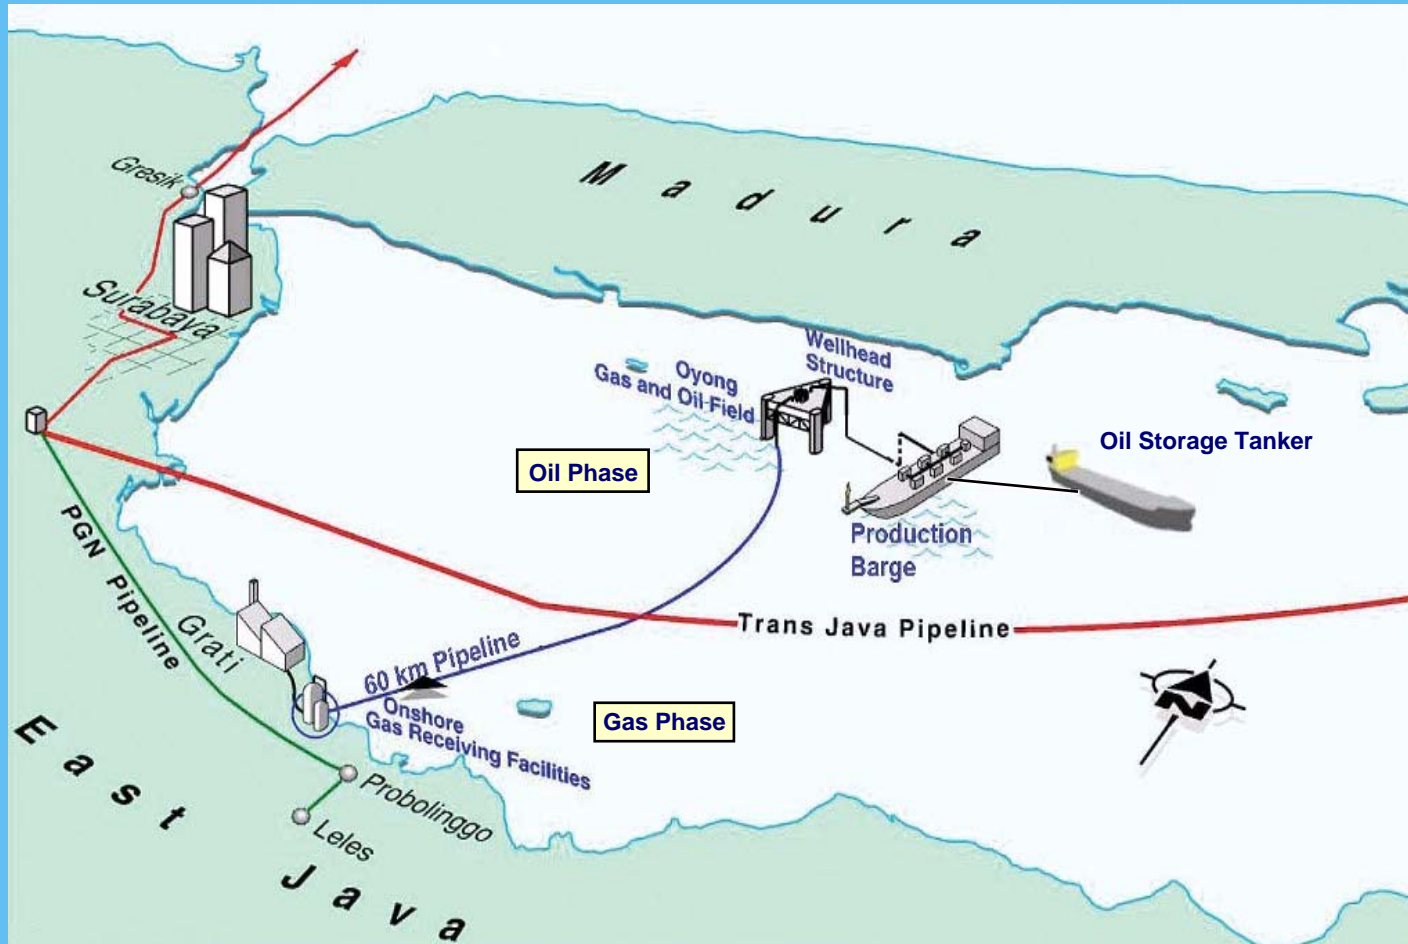 Gresik
Madura
Surabaya
Wellhead
Structure
Oyong
Gas and Oil Field
Oil Storage Tanker
Oil Phase
Production
Barge
PGN Pipeline
Trans Java Pipeline
Grati
60 km Pipeline
Onshore
Gas Receiving Facilities
Gas Phase
N
East Java
Probolinggo
Leles